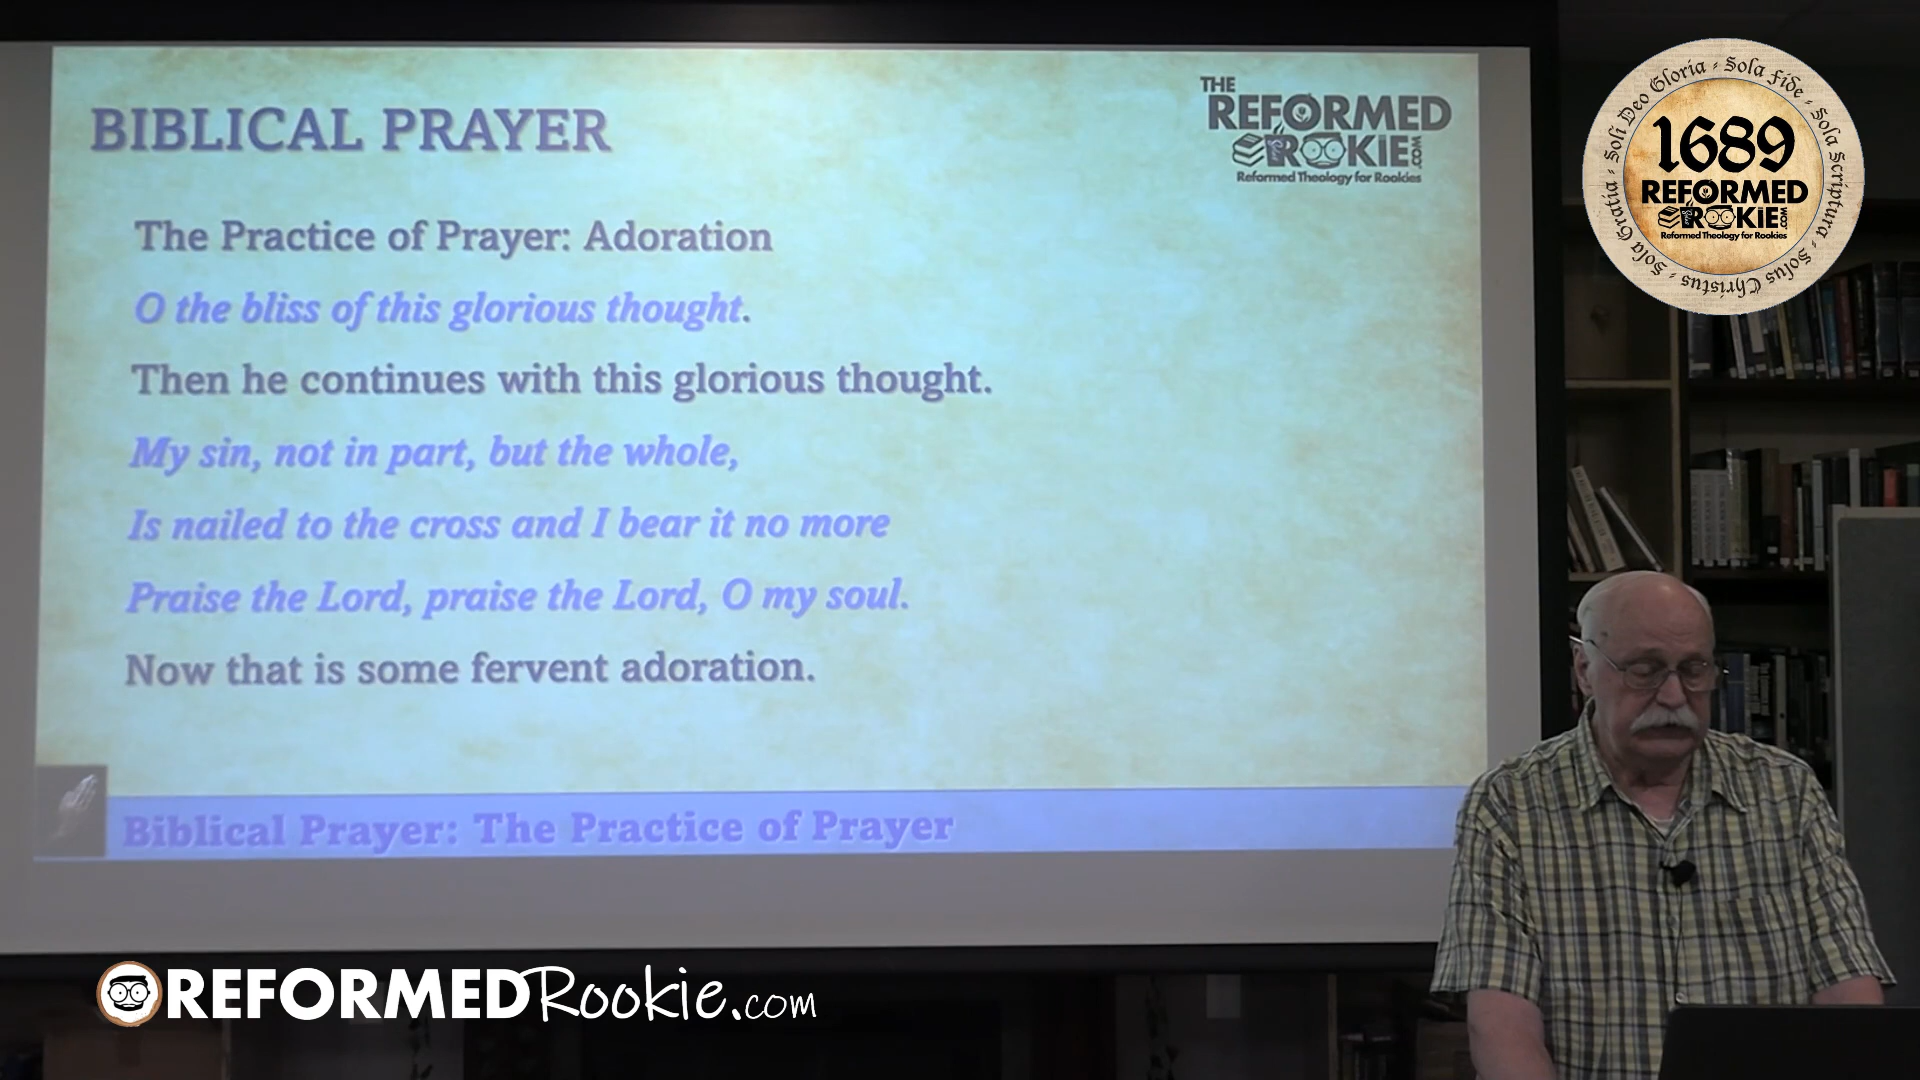 BIBLICAL PRAYER
THE
REFORMED
ROOKIE.COM
Reformed Theology for Rookies
The Practice of Prayer: Adoration
O the bliss of this glorious thought.
Then he continues with this glorious thought.
My sin, not in part, but the whole,
Is nailed to the cross and I bear it no more
Praise the Lord, praise the Lord, O my soul.
Now that is some fervent adoration.
Biblical Prayer: The Practice of Prayer
Sola Gratia - Soli Deo Gloria - Sola Fide - Sola Scriptura - Solus Christus -
1689
REFORMED
ROOKIE.COM
Reformed Theology for Rookies
REFORMEDRookie.com